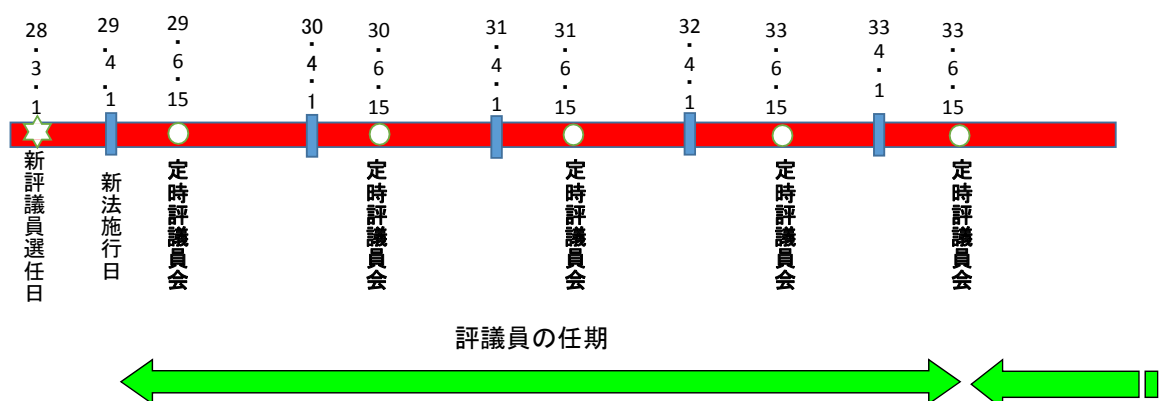 28・3・1
29・4・1
29・6・15
30・4・1
30・6・15
31・4・1
31・6・15
32・4・1
33・6・15
33・4・1
33・6・15
新評議員選任日
新法施行日
定時評議員会
定時評議員会
定時評議員会
定時評議員会
定時評議員会
評議員の任期